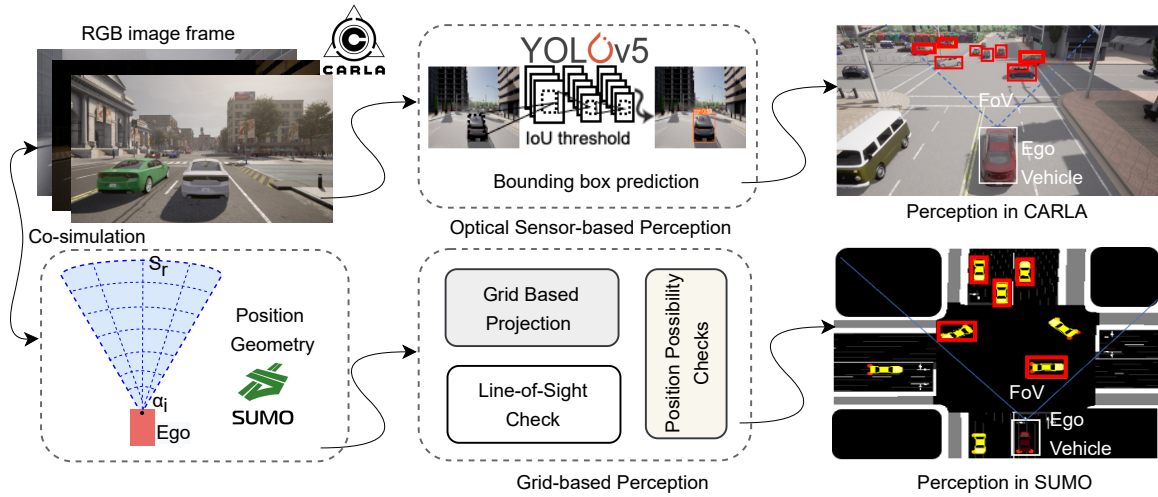 RGB image frame
CARLA
YOLOv5
IoU threshold
Bounding box prediction
Optical Sensor-based Perception
FoV
Ego
Vehicle
Perception in CARLA
Co-simulation
Sr
αi
Ego
Position
Geometry
SUMO
Grid Based
Projection
Line-of-Sight
Check
Position Possibility
Checks
Grid-based Perception
FoV
Ego
Vehicle
Perception in SUMO